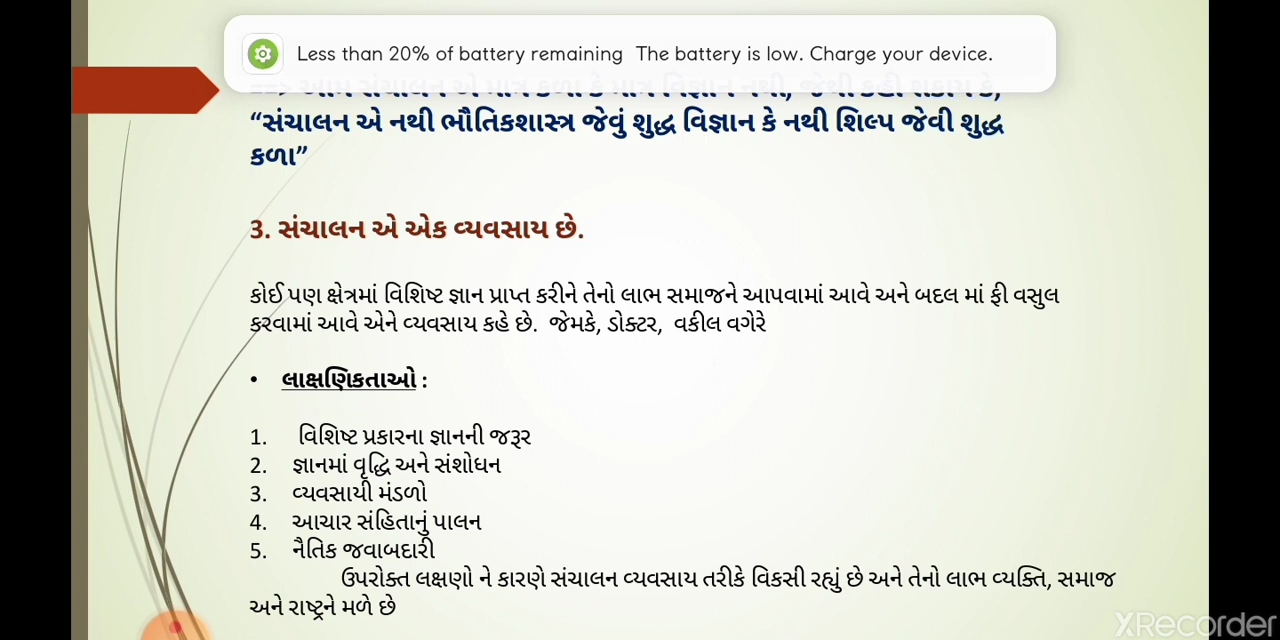 Less than 20% of battery remaining The battery is low. Charge your device.
“સંચાલન એ નથી ભૌતિકશાસ્ત્ર જેવું શુદ્ધ વિજ્ઞાન કે નથી શિલ્પ જેવી શુદ્ધ
કળા”
3. સંચાલન એ એક વ્યવસાય છે.
કોઈ પણ ક્ષેત્રમાં વિશિષ્ટ જ્ઞાન પ્રાપ્ત કરીને તેનો લાભ સમાજને આપવામાં આવે અને બદલ માં ફી વસુલ
કરવામાં આવે એને વ્યવસાય કહે છે. જેમકે, ડોક્ટર, વકીલ વગેરે
• લાક્ષણિકતાઓ :
1. વિશિષ્ટ પ્રકારના જ્ઞાનની જરૂર
2. જ્ઞાનમાં વૃદ્ધિ અને સંશોધન
3. વ્યવસાયી મંડળો
4. આચાર સંહિતાનું પાલન
5. નૈતિક જવાબદારી
ઉપરોક્ત લક્ષણો ને કારણે સંચાલન વ્યવસાય તરીકે વિકસી રહ્યું છે અને તેનો લાભ વ્યક્તિ, સમાજ
અને રાષ્ટ્રને મળે છે
XRecorder